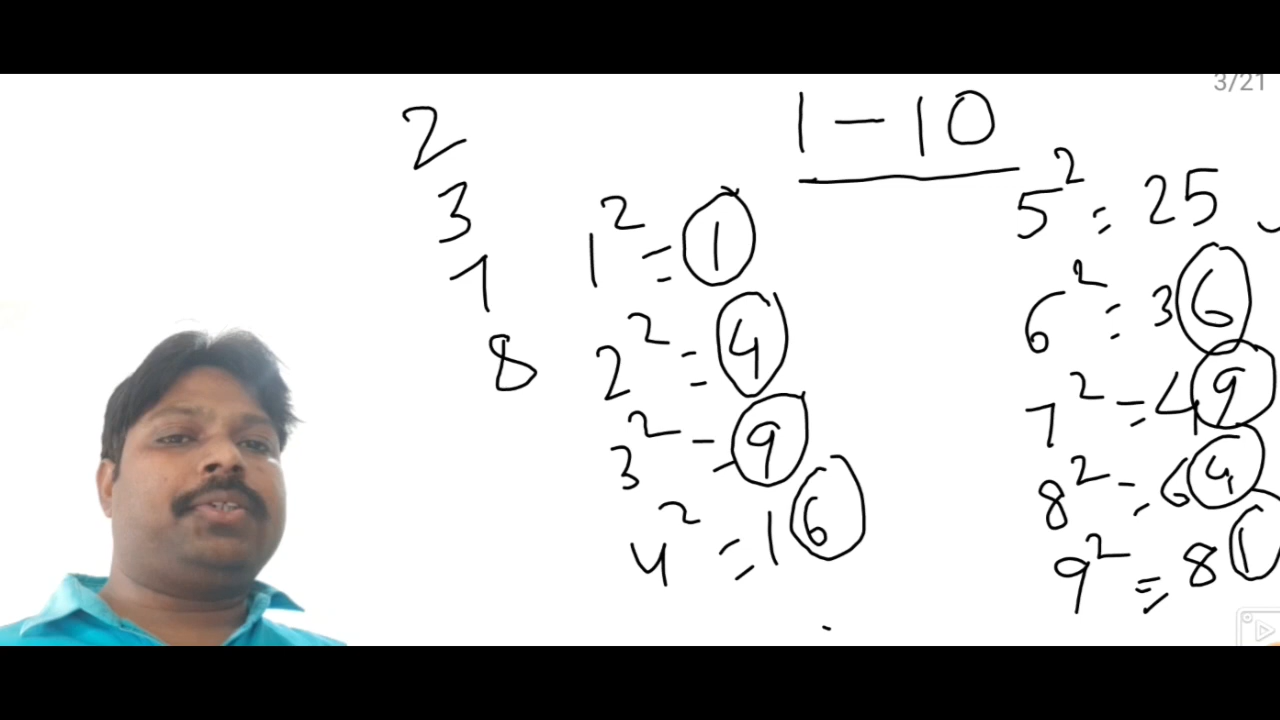 3/21
1 - 10
2
3
7
8
1² = 1
2² = 4
3² = 9
4² = 16
5² = 25
6² = 36
7² = 49
8² = 64
9² = 81